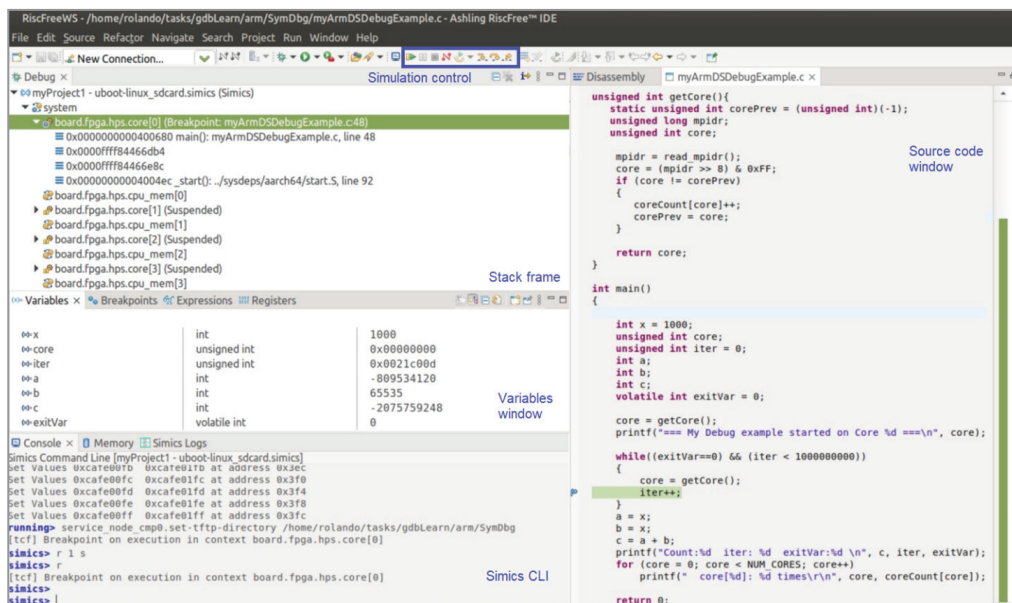 RiscFreeWS - /home/rolando/tasks/gdbLearn/arm/SymDbg/myArmDSDebugExample.c - Ashling RiscFree™ IDE
File Edit Source Refactor Navigate Search Project Run Window Help
New Connection...
Debug
Simulation control
Disassembly
myArmDSDebugExample.c
myProject1 - uboot-linux_sdcard.simics (Simics)
system
board.fpga.hps.core[0] (Breakpoint: myArmDSDebugExample.c:48)
0x0000000000400680 main(): myArmDSDebugExample.c, line 48
0x0000ffff84466db4
0x0000ffff84466e8c
0x00000000004004ec _start(): ../sysdeps/aarch64/start.S, line 92
board.fpga.hps.cpu_mem[0]
board.fpga.hps.core[1] (Suspended)
board.fpga.hps.cpu_mem[1]
board.fpga.hps.core[2] (Suspended)
board.fpga.hps.cpu_mem[2]
board.fpga.hps.core[3] (Suspended)
board.fpga.hps.cpu_mem[3]
Stack frame
Variables Breakpoints Expressions Registers
x int 1000
core unsigned int 0x00000000
iter unsigned int 0x0021c00d
a int -809534120
b int 65535
c int -2075759248
exitVar volatile int 0
Variables
window
Console Memory Simics Logs
Simics Command Line [myProject1 - uboot-linux_sdcard.simics]
Set Values 0xcafe00fb 0xcafe01fb at address 0x3ec
Set Values 0xcafe00fc 0xcafe01fc at address 0x3f0
Set Values 0xcafe00fd 0xcafe01fd at address 0x3f4
Set Values 0xcafe00fe 0xcafe01fe at address 0x3f8
Set Values 0xcafe00ff 0xcafe01ff at address 0x3fc
running> service_node_cmp0.set-tftp-directory /home/rolando/tasks/gdbLearn/arm/SymDbg
[tcf] Breakpoint on execution in context board.fpga.hps.core[0]
simics> r 1 s
simics> r
[tcf] Breakpoint on execution in context board.fpga.hps.core[0]
simics>
simics>
Simics CLI
unsigned int getCore(){
static unsigned int corePrev = (unsigned int)(-1);
unsigned long mpidr;
unsigned int core;
mpidr = read_mpidr();
core = (mpidr >> 8) & 0xFF;
if (core != corePrev)
{
coreCount[core]++;
corePrev = core;
}
return core;
}
Source code
window
int main()
{
int x = 1000;
unsigned int core;
unsigned int iter = 0;
int a;
int b;
int c;
volatile int exitVar = 0;
core = getCore();
printf("=== My Debug example started on Core %d ===\n", core);
while((exitVar==0) && (iter < 1000000000))
{
core = getCore();
iter++;
}
a = x;
b = x;
c = a + b;
printf("Count:%d iter: %d exitVar:%d \n", c, iter, exitVar);
for (core = 0; core < NUM_CORES; core++)
printf(" core[%d]: %d times\r\n", core, coreCount[core]);
return 0;